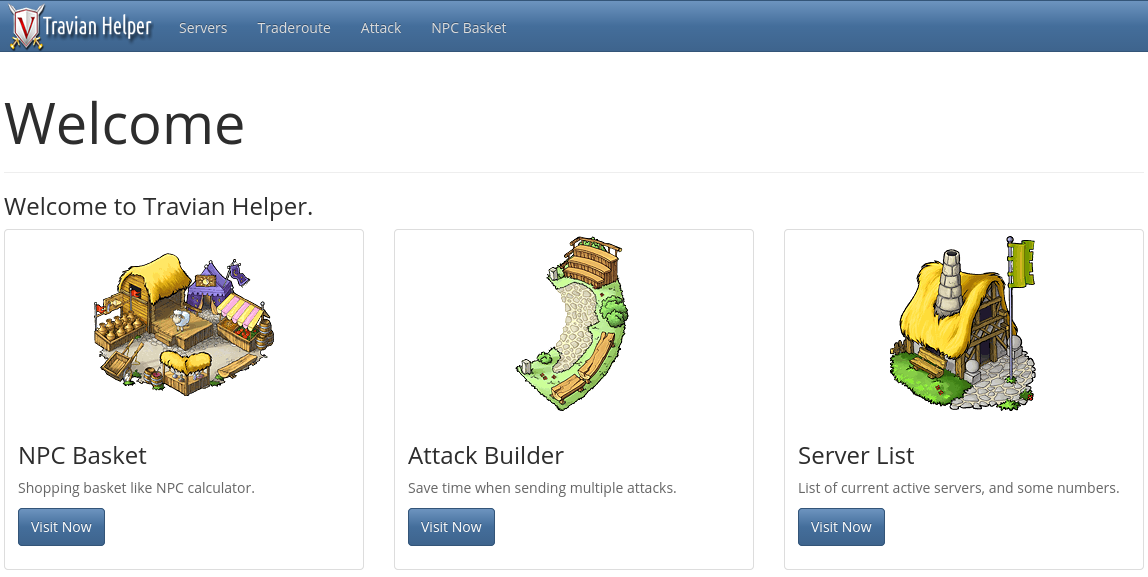 V Travian Helper Servers Traderoute Attack NPC Basket
Welcome
Welcome to Travian Helper.
NPC Basket
Shopping basket like NPC calculator.
Visit Now
Attack Builder
Save time when sending multiple attacks.
Visit Now
Server List
List of current active servers, and some numbers.
Visit Now